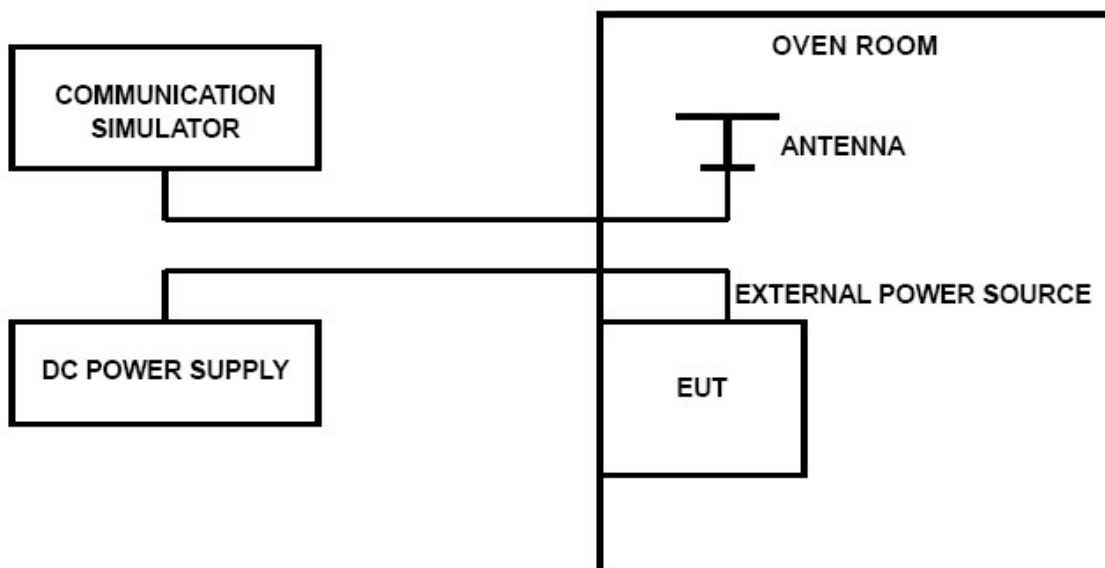 OVEN ROOM
COMMUNICATION
SIMULATOR
ANTENNA
EXTERNAL POWER SOURCE
DC POWER SUPPLY
EUT